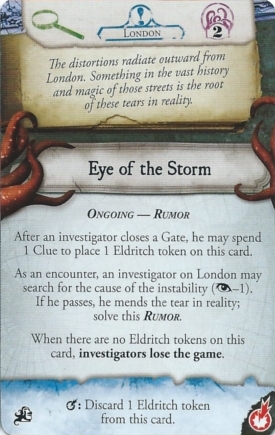 LONDON
2
The distortions radiate outward from
London. Something in the vast history
and magic of those streets is the root
of these tears in reality.
Eye of the Storm
ONGOING — RUMOR
After an investigator closes a Gate, he may spend
1 Clue to place 1 Eldritch token on this card.
As an encounter, an investigator on London may
search for the cause of the instability (–1).
If he passes, he mends the tear in reality;
solve this RUMOR.
When there are no Eldritch tokens on this
card, investigators lose the game.
: Discard 1 Eldritch token
from this card.